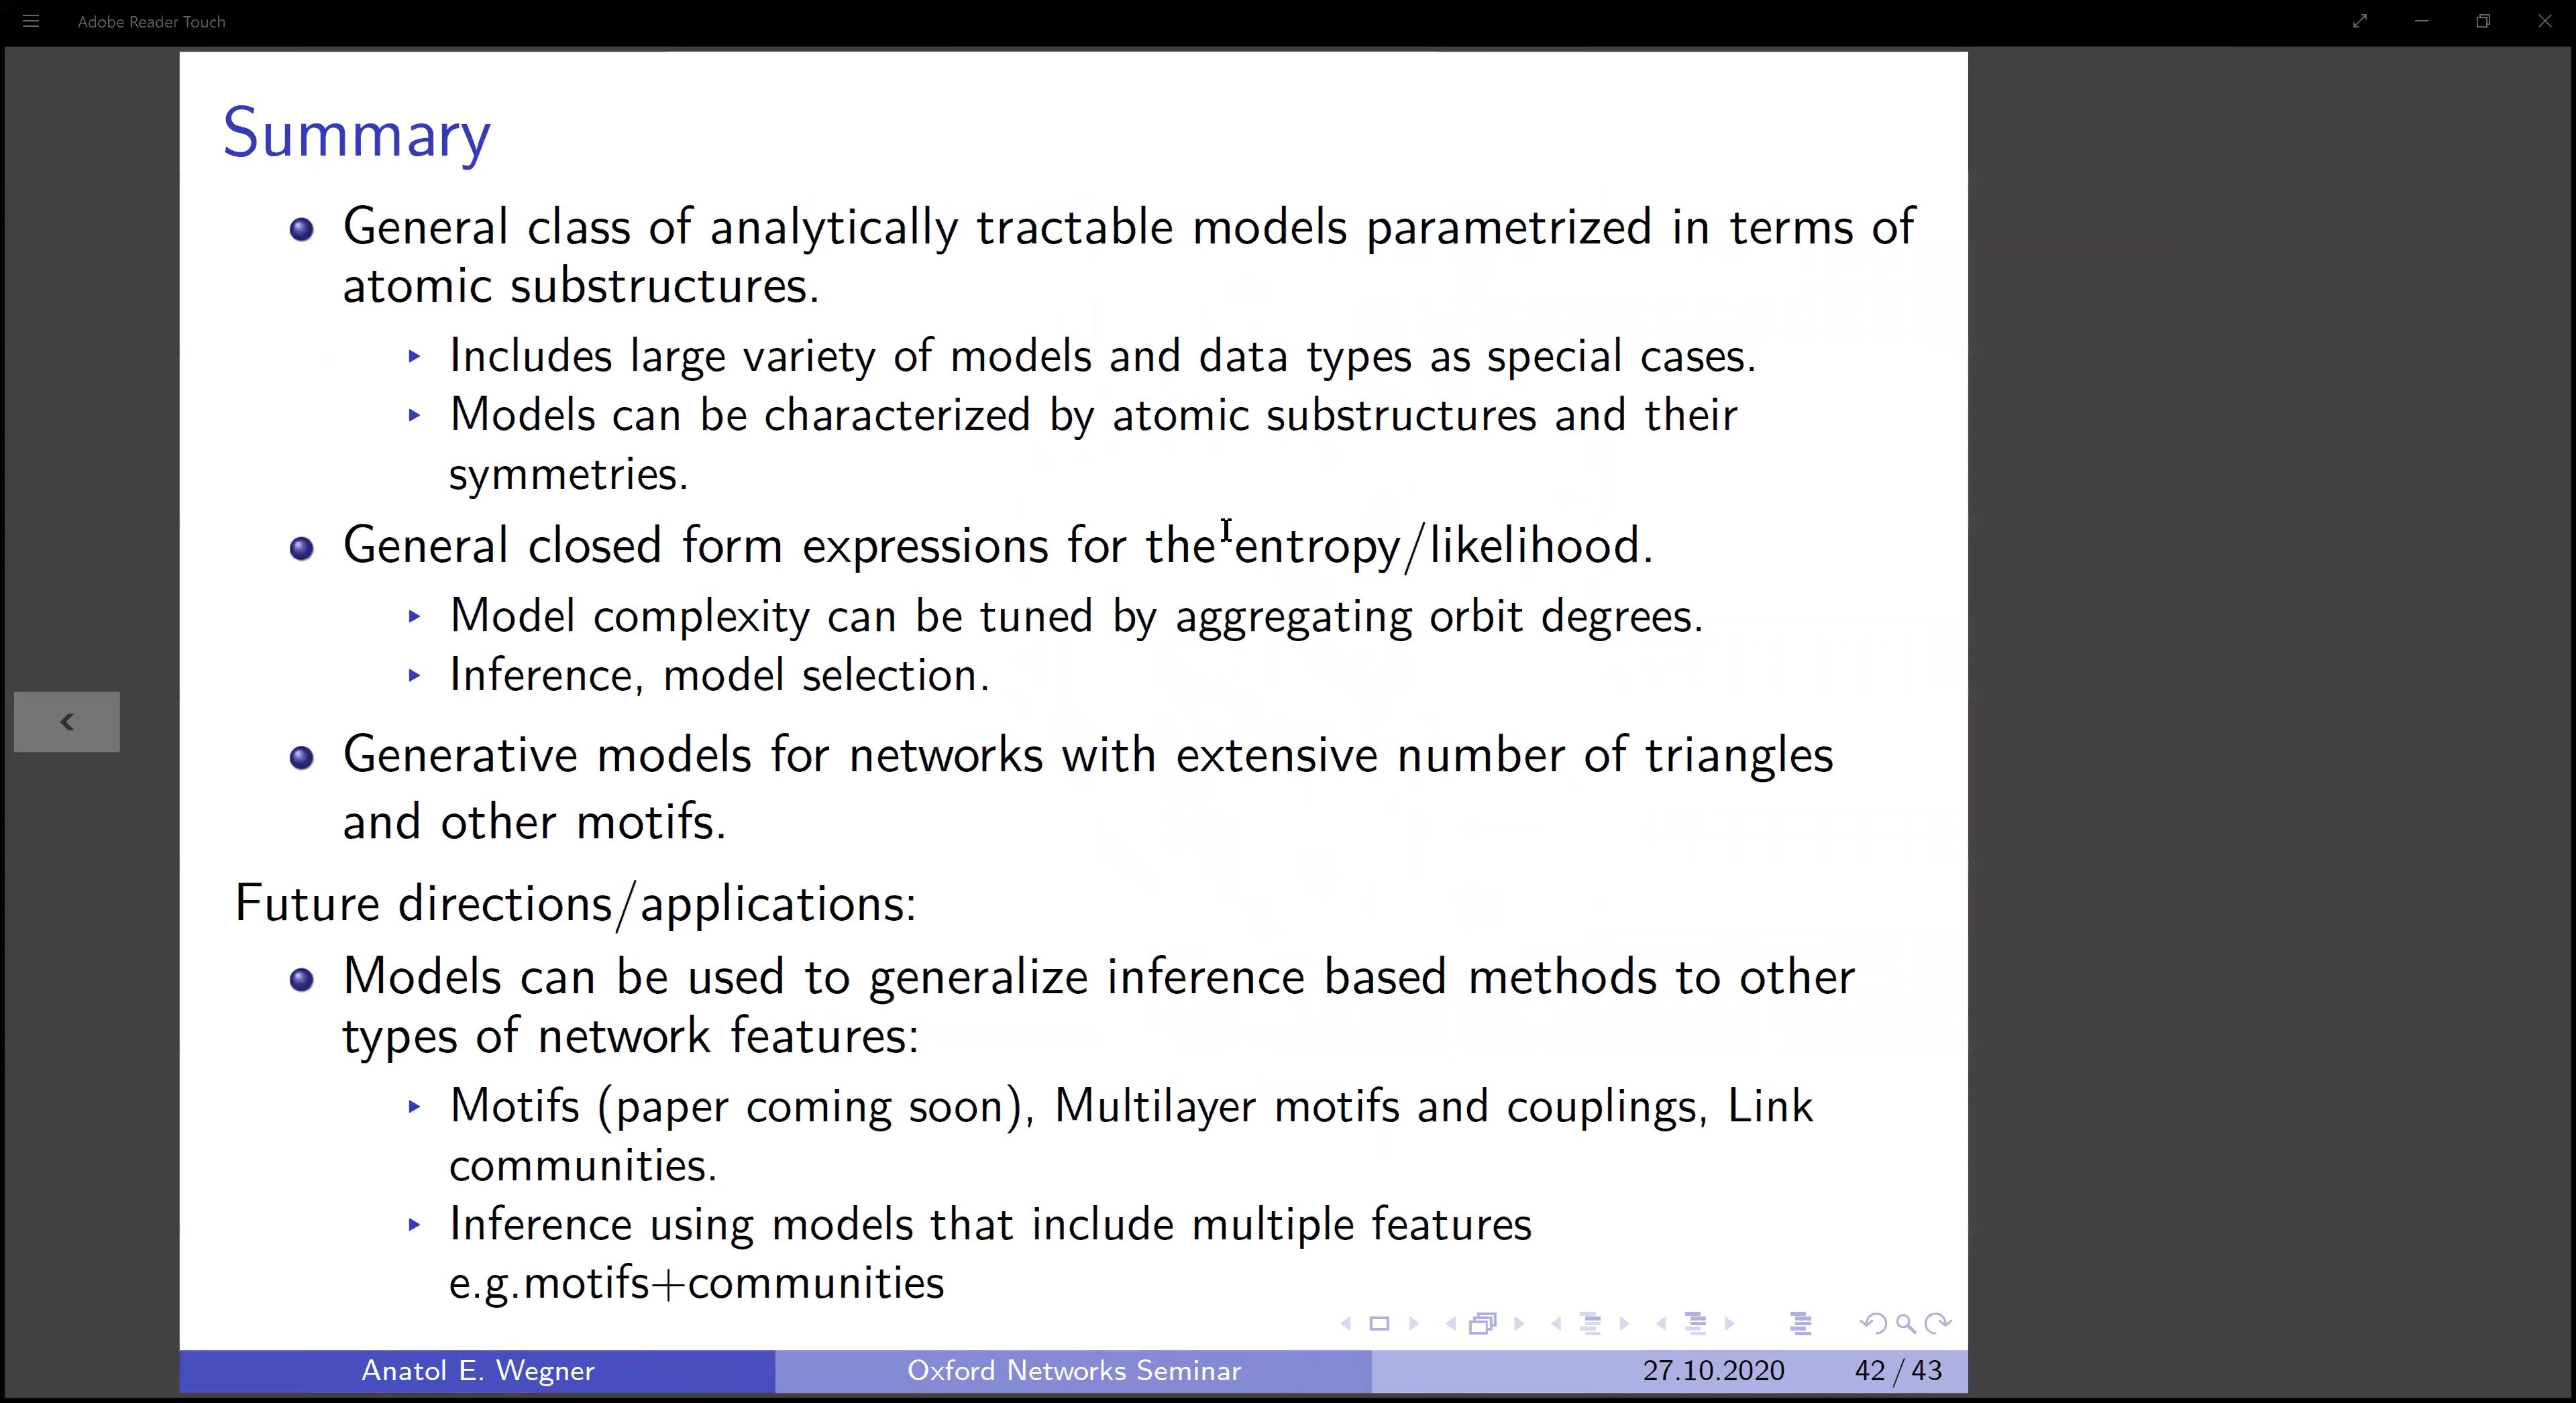 Adobe Reader Touch
Summary
General class of analytically tractable models parametrized in terms of
atomic substructures.
Includes large variety of models and data types as special cases.
Models can be characterized by atomic substructures and their
symmetries.
General closed form expressions for the entropy/likelihood.
Model complexity can be tuned by aggregating orbit degrees.
Inference, model selection.
Generative models for networks with extensive number of triangles
and other motifs.
Future directions/applications:
Models can be used to generalize inference based methods to other
types of network features:
Motifs (paper coming soon), Multilayer motifs and couplings, Link
communities.
Inference using models that include multiple features
e.g.motifs+communities
Anatol E. Wegner Oxford Networks Seminar 27.10.2020 42 / 43